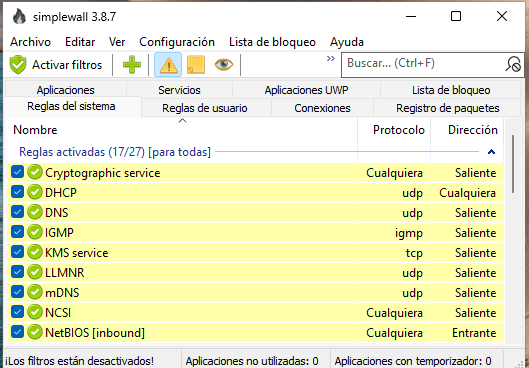 simplewall 3.8.7
Archivo Editar Ver Configuración Lista de bloqueo Ayuda
Activar filtros » Buscar... (Ctrl+F)
Aplicaciones Servicios Aplicaciones UWP Lista de bloqueo
Reglas del sistema Reglas de usuario Conexiones Registro de paquetes
Nombre Protocolo Dirección
Reglas activadas (17/27) [para todas]
Cryptographic service Cualquiera Saliente
DHCP udp Cualquiera
DNS udp Saliente
IGMP igmp Saliente
KMS service tcp Saliente
LLMNR udp Saliente
mDNS udp Saliente
NCSI Cualquiera Saliente
NetBIOS [inbound] Cualquiera Entrante
¡Los filtros están desactivados! Aplicaciones no utilizadas: 0 Aplicaciones con temporizador: 0